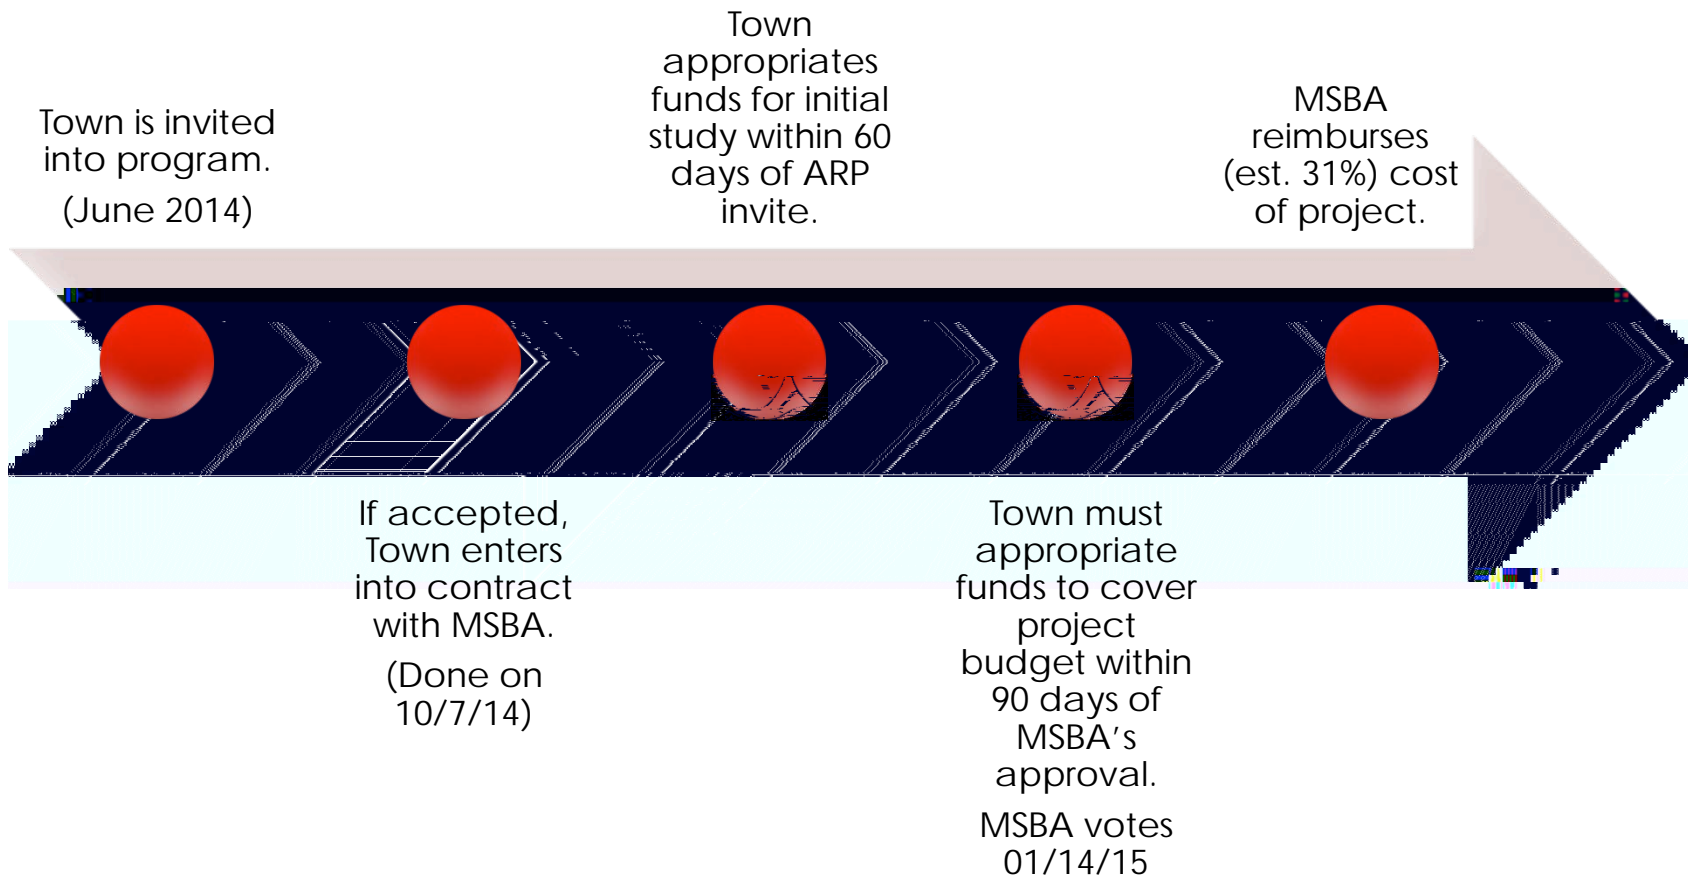 Town is invited
into program.
(June 2014)
If accepted,
Town enters
into contract
with MSBA.
(Done on
10/7/14)
Town
appropriates
funds for initial
study within 60
days of ARP
invite.
Town must
appropriate
funds to cover
project
budget within
90 days of
MSBA's
approval.
MSBA votes
01/14/15
MSBA
reimburses
(est. 31%) cost
of project.